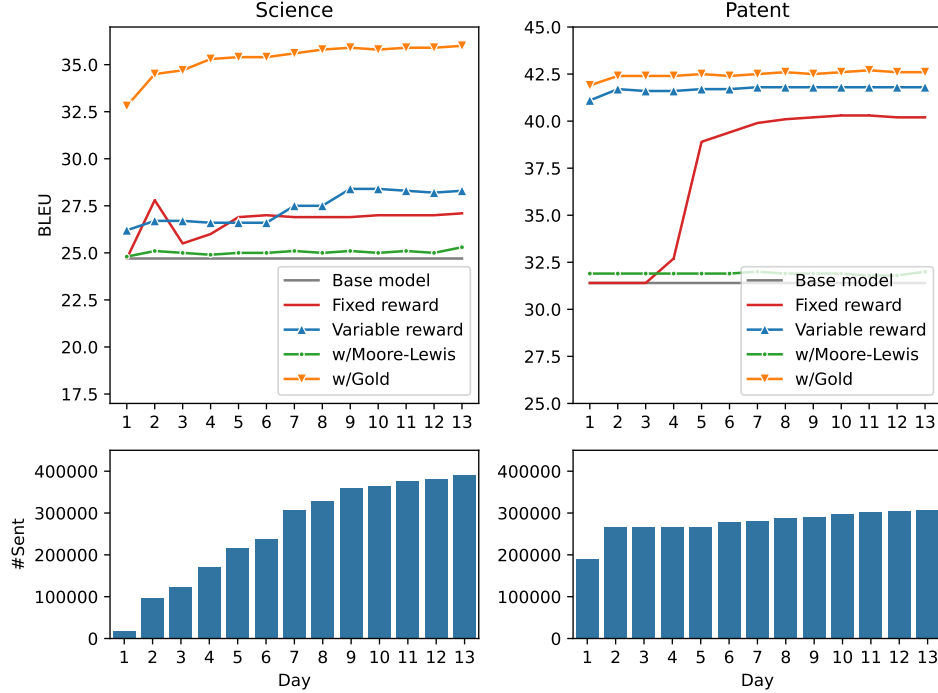 Science
BLEU
35.0
32.5
30.0
27.5
25.0
22.5
20.0
17.5
Base model
Fixed reward
Variable reward
w/Moore-Lewis
w/Gold
1 2 3 4 5 6 7 8 9 10 11 12 13
Patent
45.0
42.5
40.0
37.5
35.0
32.5
30.0
27.5
25.0
Base model
Fixed reward
Variable reward
w/Moore-Lewis
w/Gold
1 2 3 4 5 6 7 8 9 10 11 12 13
#Sent
400000
300000
200000
100000
0
1 2 3 4 5 6 7 8 9 10 11 12 13
Day
400000
300000
200000
100000
0
1 2 3 4 5 6 7 8 9 10 11 12 13
Day